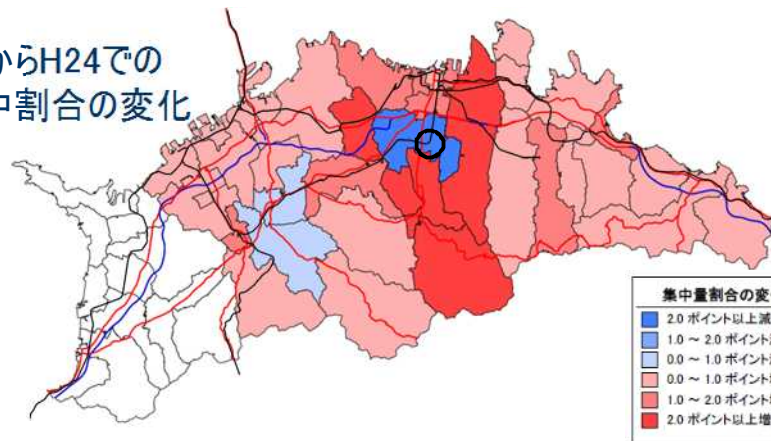 からH24での
中割合の変化
集中量割合の変
2.0 ポイント以上減
1.0 ～ 2.0 ポイント
0.0 ～ 1.0 ポイント
0.0 ～ 1.0 ポイント
1.0 ～ 2.0 ポイント
2.0 ポイント以上増